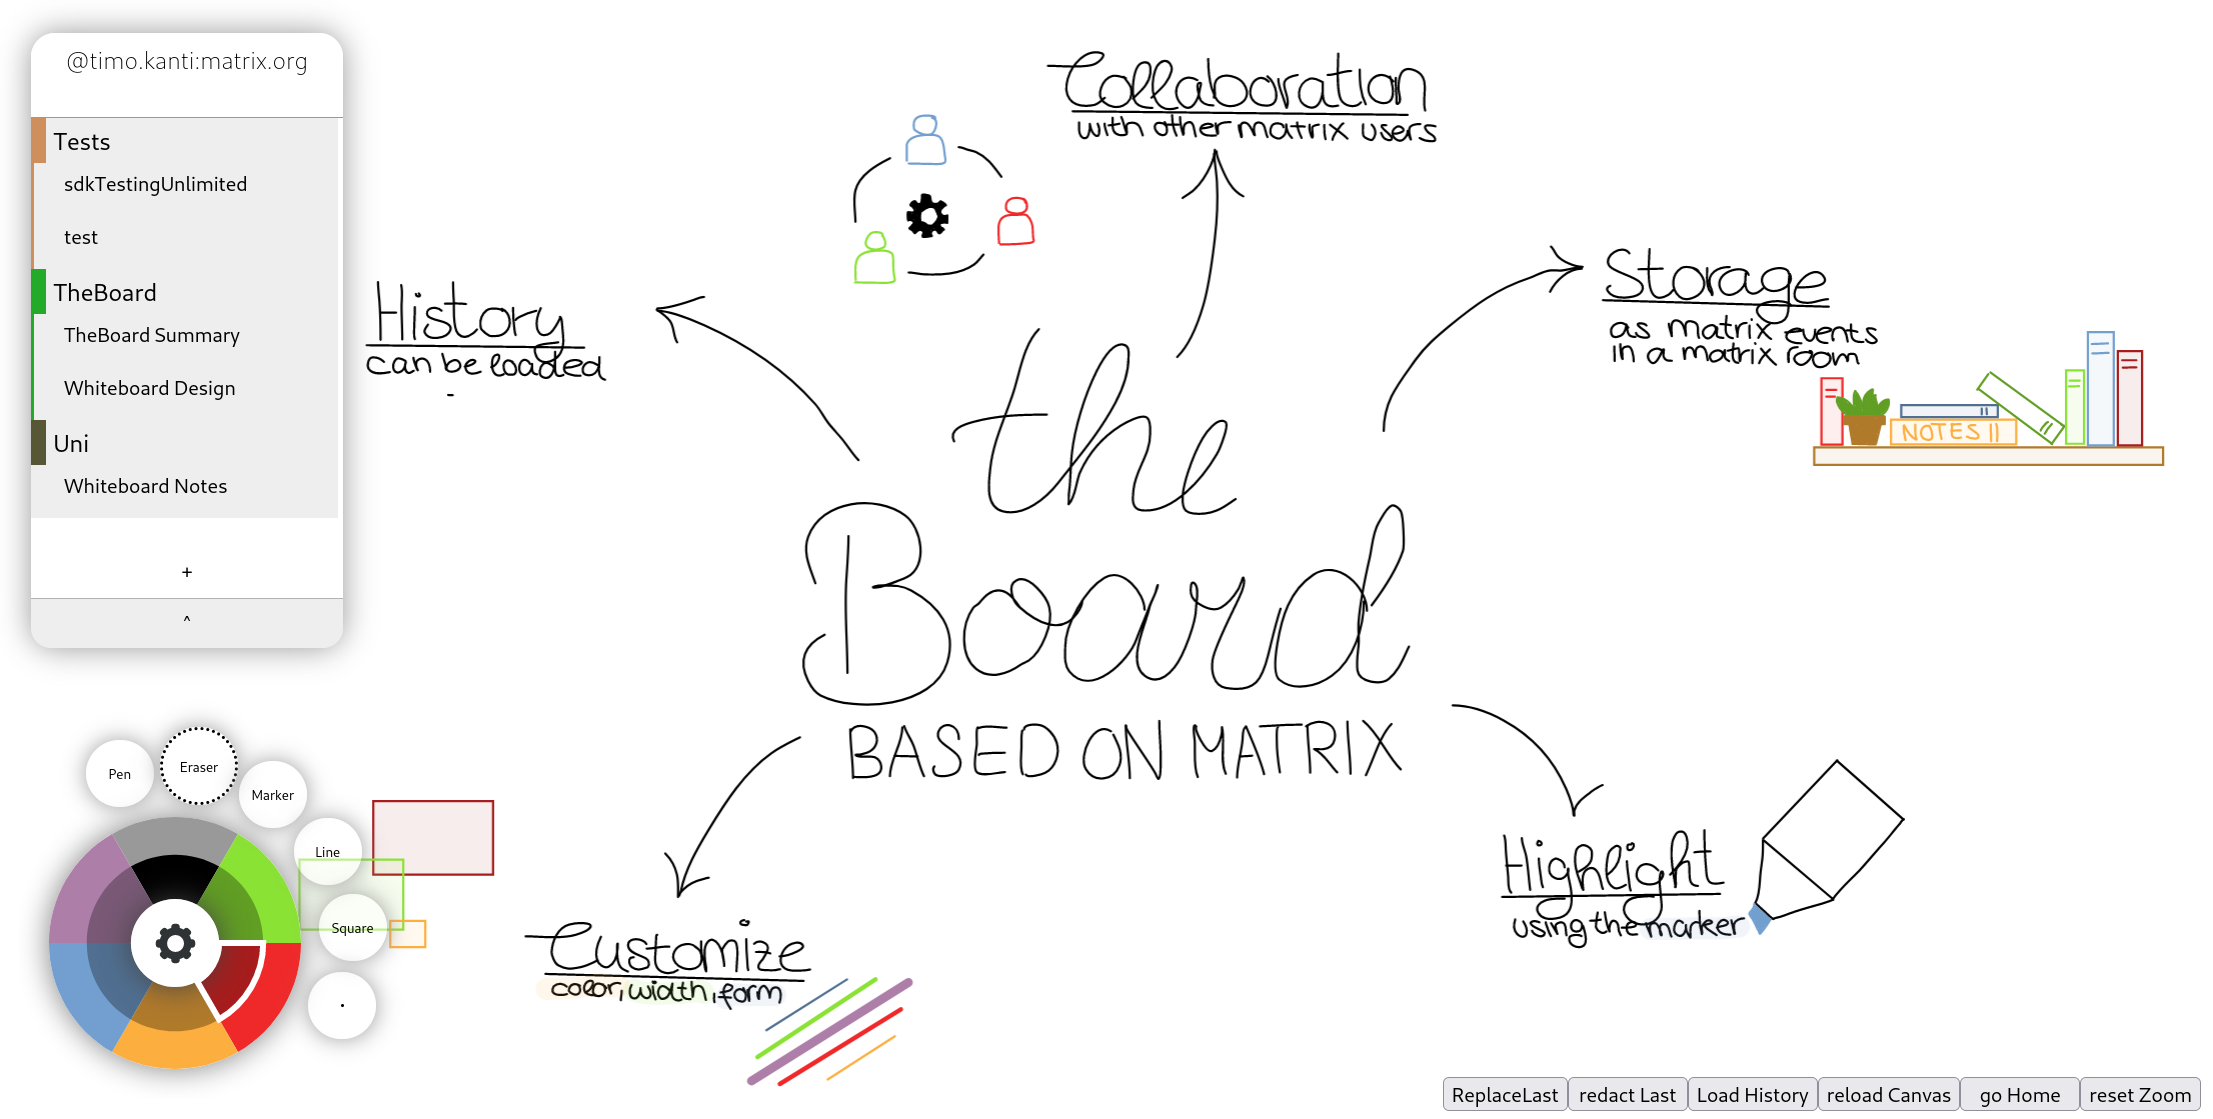 @timo.kanti:matrix.org
Tests
sdkTestingUnlimited
test
TheBoard
TheBoard Summary
Whiteboard Design
Uni
Whiteboard Notes
+
^
Collaboration
with other matrix users
History
can be loaded
-
Storage
as matrix events
in a matrix room
NOTES II
the
Board
BASED ON MATRIX
Highlight
using the marker
Customize
color, width, form
Pen
Eraser
Marker
Line
Square
ReplaceLast
redact Last
Load History
reload Canvas
go Home
reset Zoom